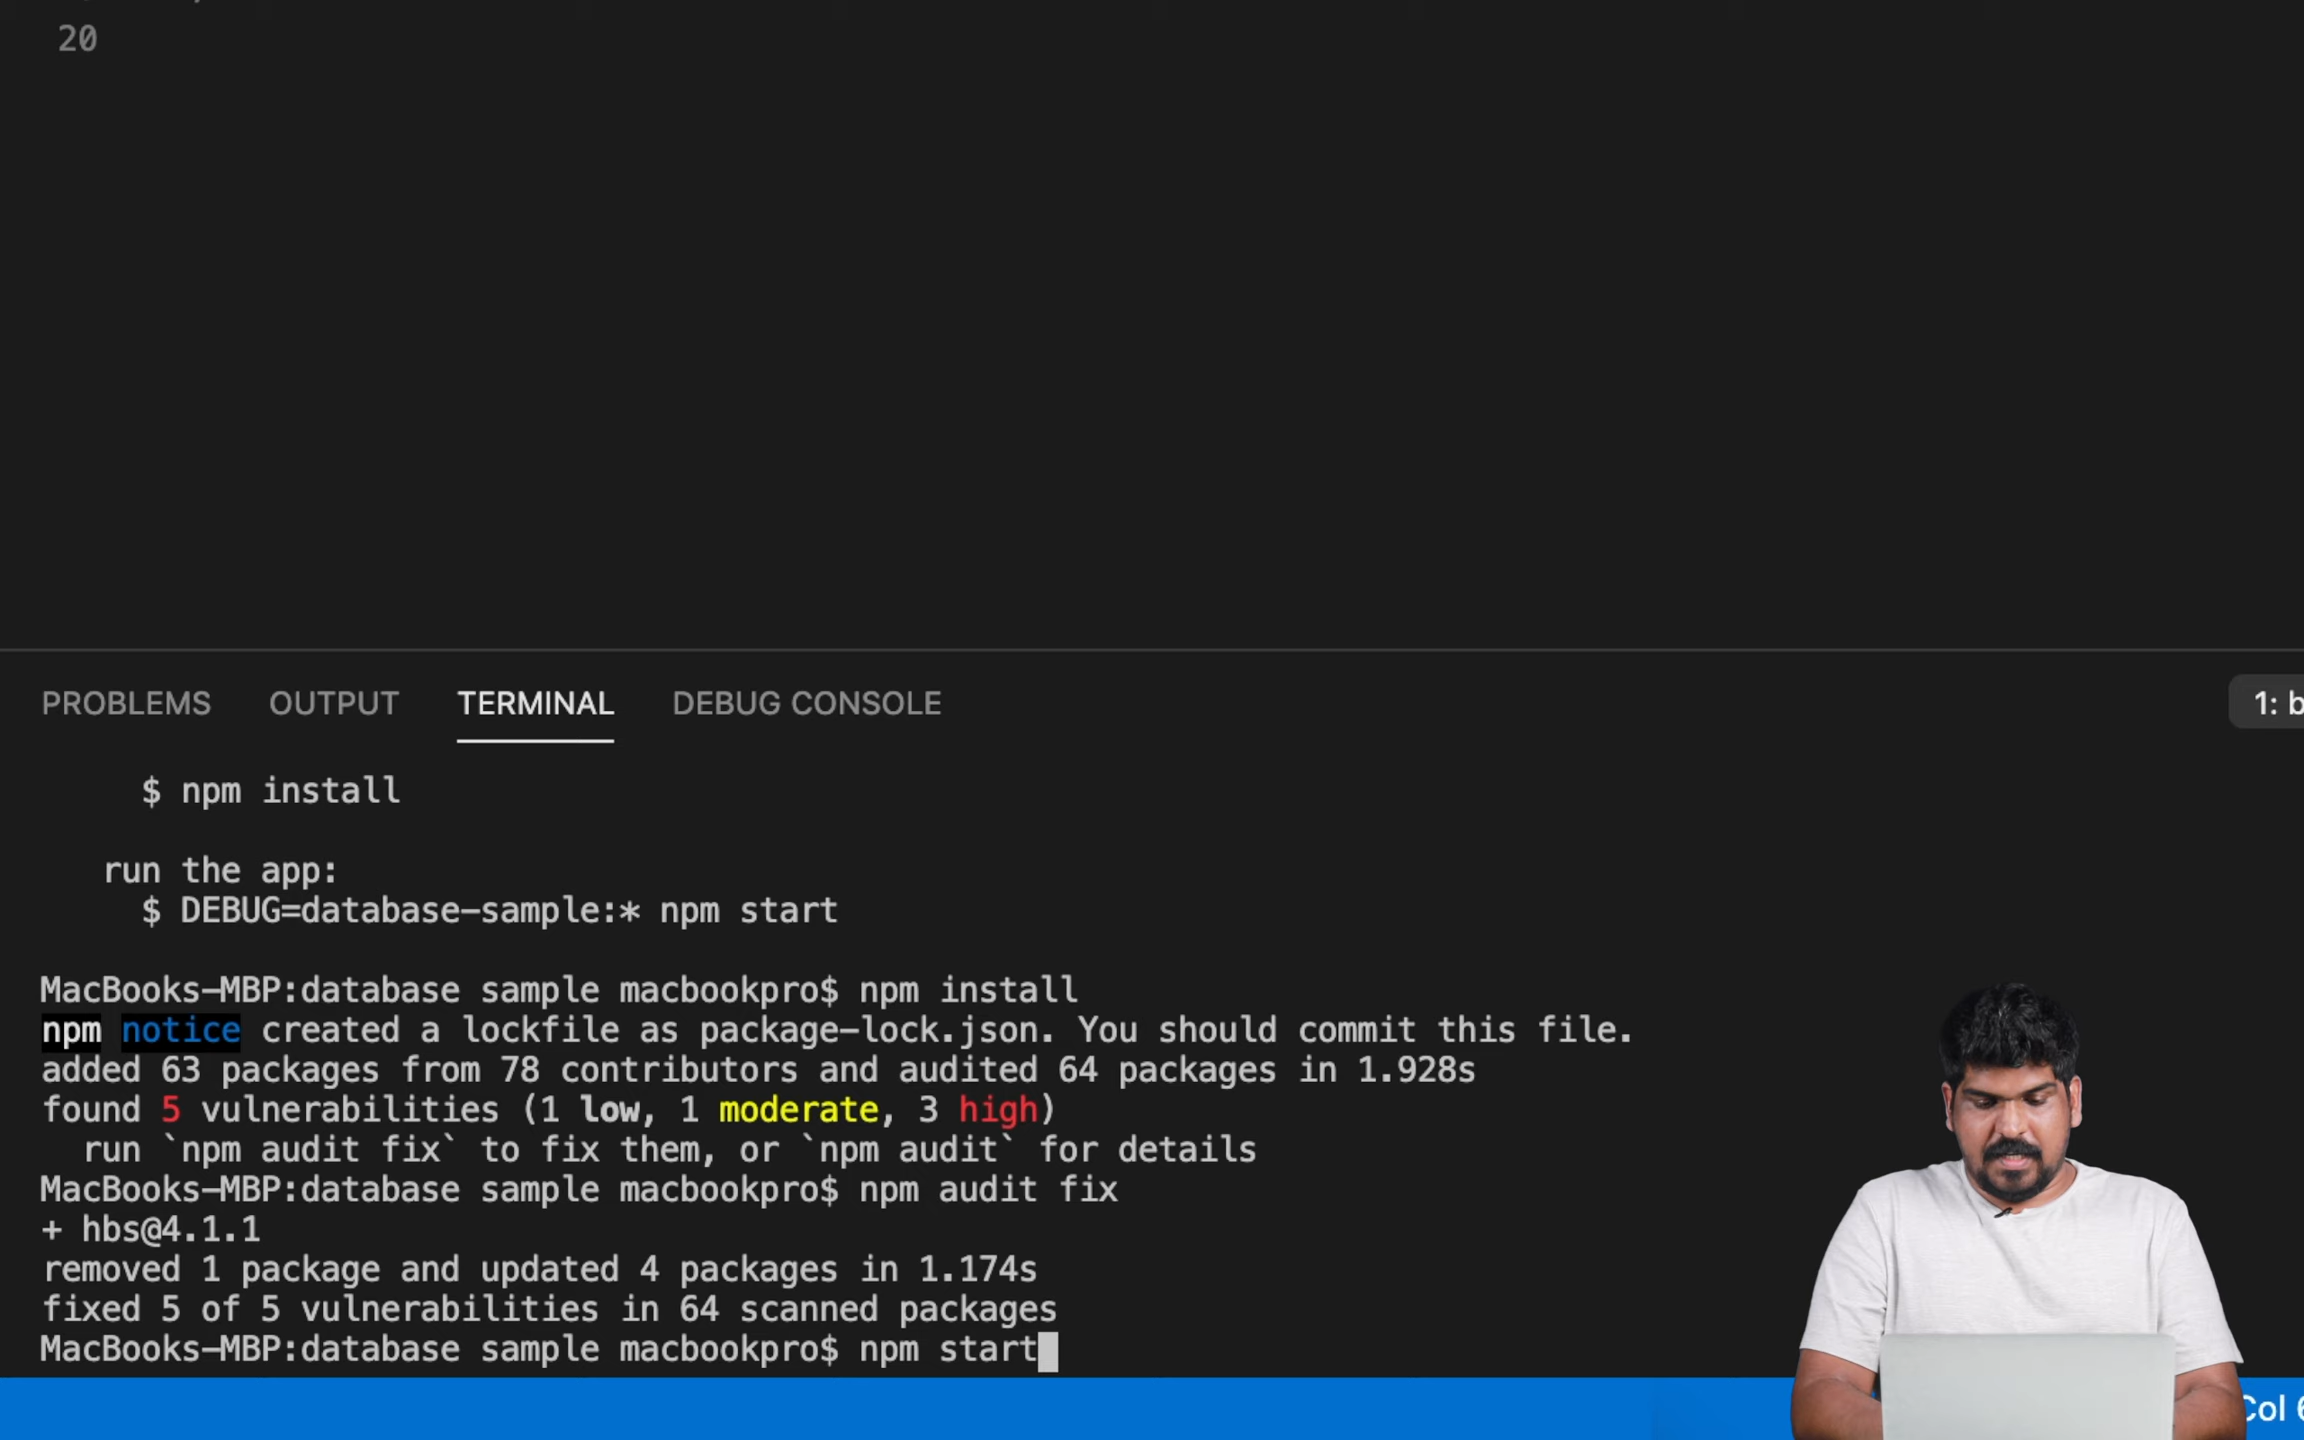 20
PROBLEMS OUTPUT TERMINAL DEBUG CONSOLE 1: b
$ npm install
run the app:
$ DEBUG=database-sample:* npm start
MacBooks-MBP:database sample macbookpro$ npm install
npm notice created a lockfile as package-lock.json. You should commit this file.
added 63 packages from 78 contributors and audited 64 packages in 1.928s
found 5 vulnerabilities (1 low, 1 moderate, 3 high)
run `npm audit fix` to fix them, or `npm audit` for details
MacBooks-MBP:database sample macbookpro$ npm audit fix
+ hbs@4.1.1
removed 1 package and updated 4 packages in 1.174s
fixed 5 of 5 vulnerabilities in 64 scanned packages
MacBooks-MBP:database sample macbookpro$ npm start
Col 6